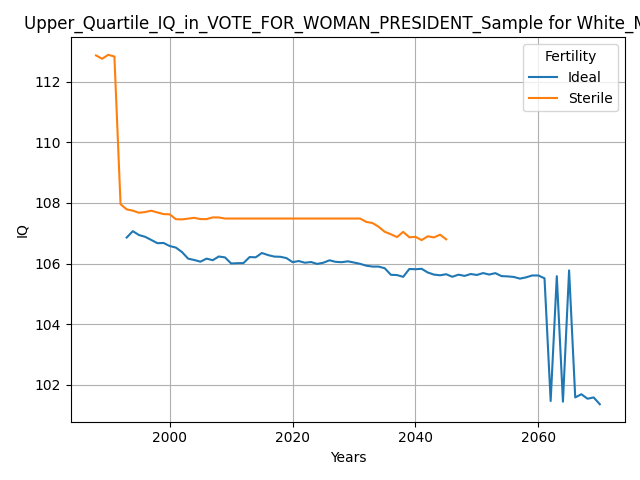 Upper_Quartile_IQ_in_VOTE_FOR_WOMAN_PRESIDENT_Sample for White_M
Fertility
Ideal
Sterile
112
110
108
106
104
102
IQ
2000
2020
2040
2060
Years